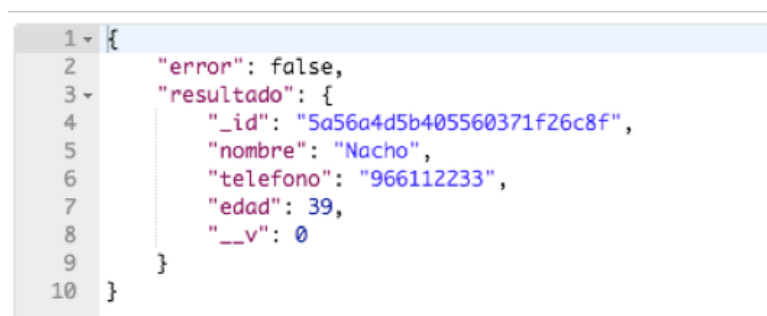 1 {
2 "error": false,
3 "resultado": {
4 "_id": "5a56a4d5b405560371f26c8f",
5 "nombre": "Nacho",
6 "telefono": "966112233",
7 "edad": 39,
8 "__v": 0
9 }
10 }